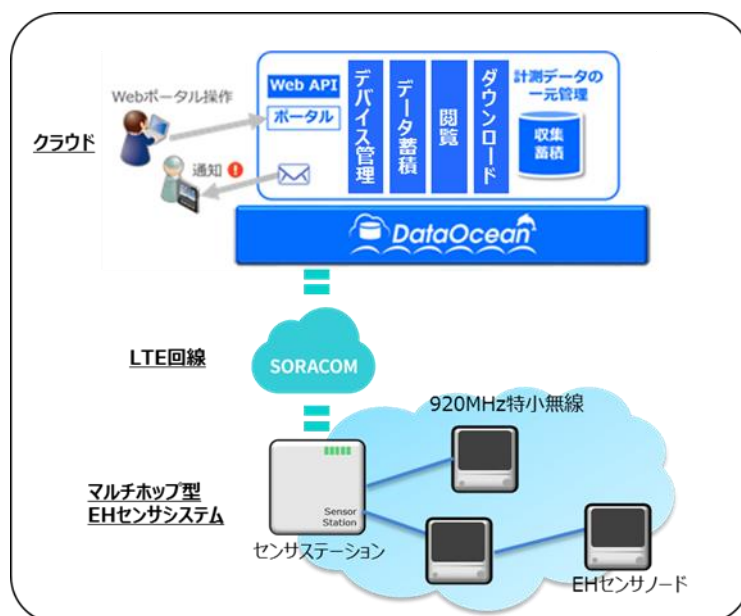 Webポータル操作
クラウド
通知
Web API
ポータル
デバイス管理
データ蓄積
閲覧
ダウンロード
計測データの
一元管理
収集
蓄積
DataOcean
LTE回線
SORACOM
920MHz特小無線
マルチホップ型
EHセンサシステム
Sensor
Station
センサステーション
EHセンサノード